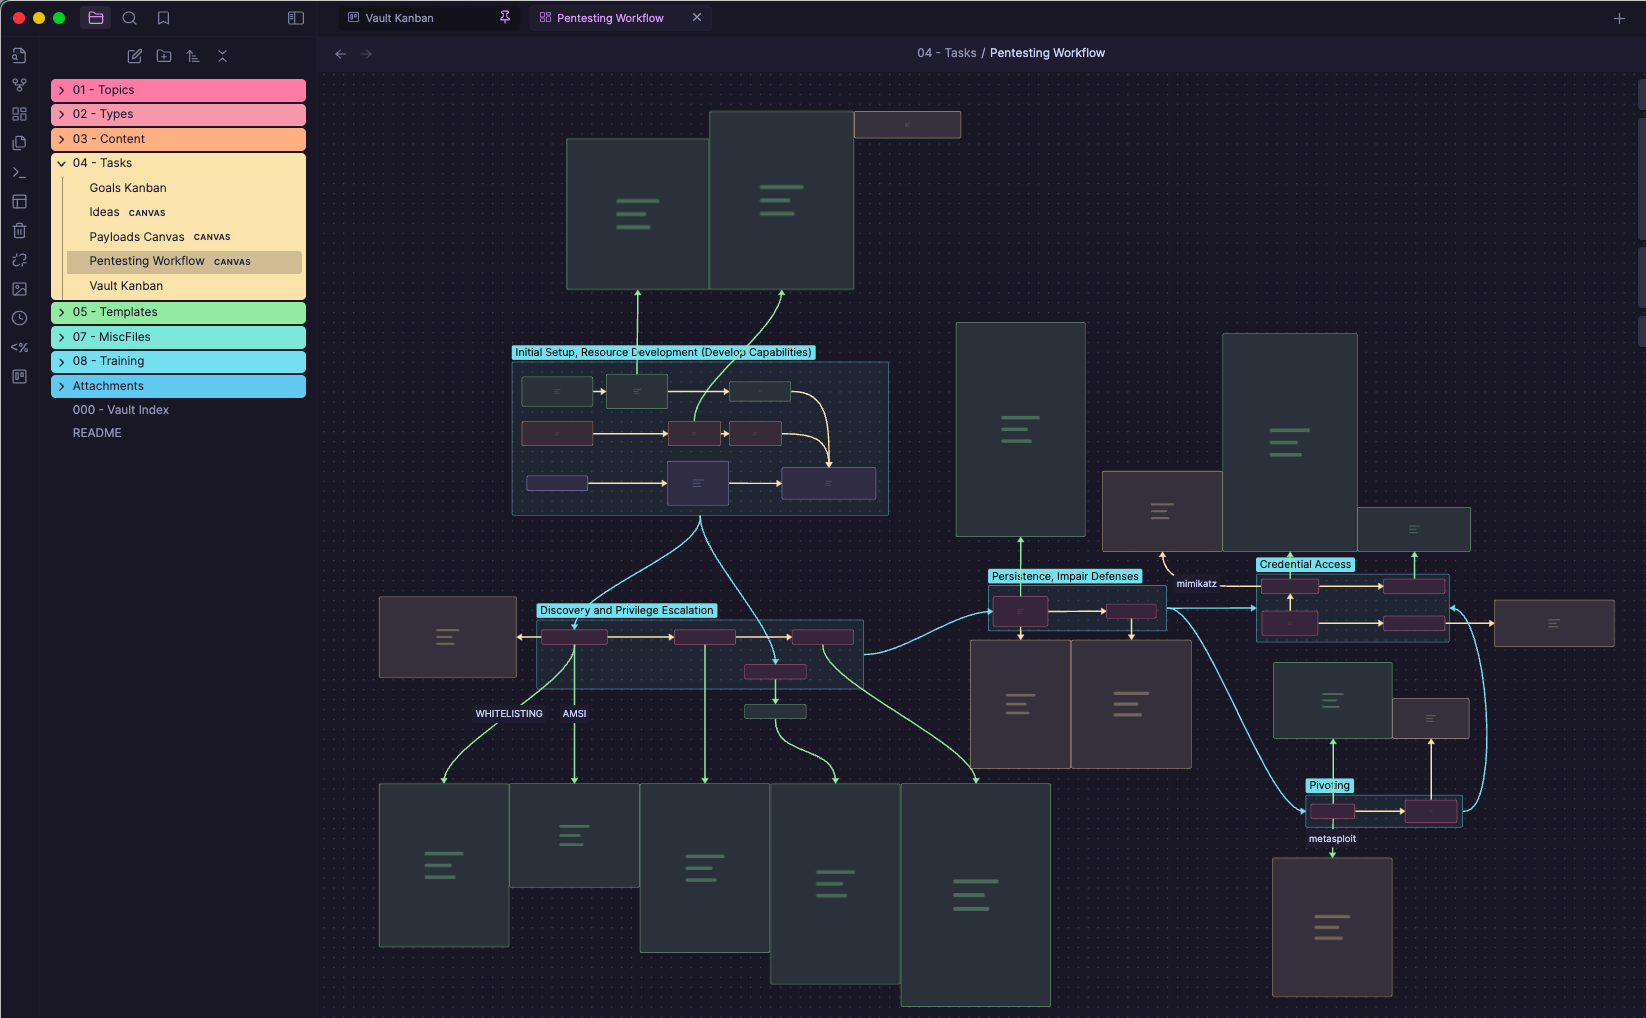 Vault Kanban
Pentesting Workflow
04 - Tasks / Pentesting Workflow
01 - Topics
02 - Types
03 - Content
04 - Tasks
Goals Kanban
Ideas CANVAS
Payloads Canvas CANVAS
Pentesting Workflow CANVAS
Vault Kanban
05 - Templates
07 - MiscFiles
08 - Training
Attachments
000 - Vault Index
README
<%
Initial Setup, Resource Development (Develop Capabilities)
Discovery and Privilege Escalation
WHITELISTING
AMSI
Persistence, Impair Defenses
mimikatz
Credential Access
Pivoting
metasploit